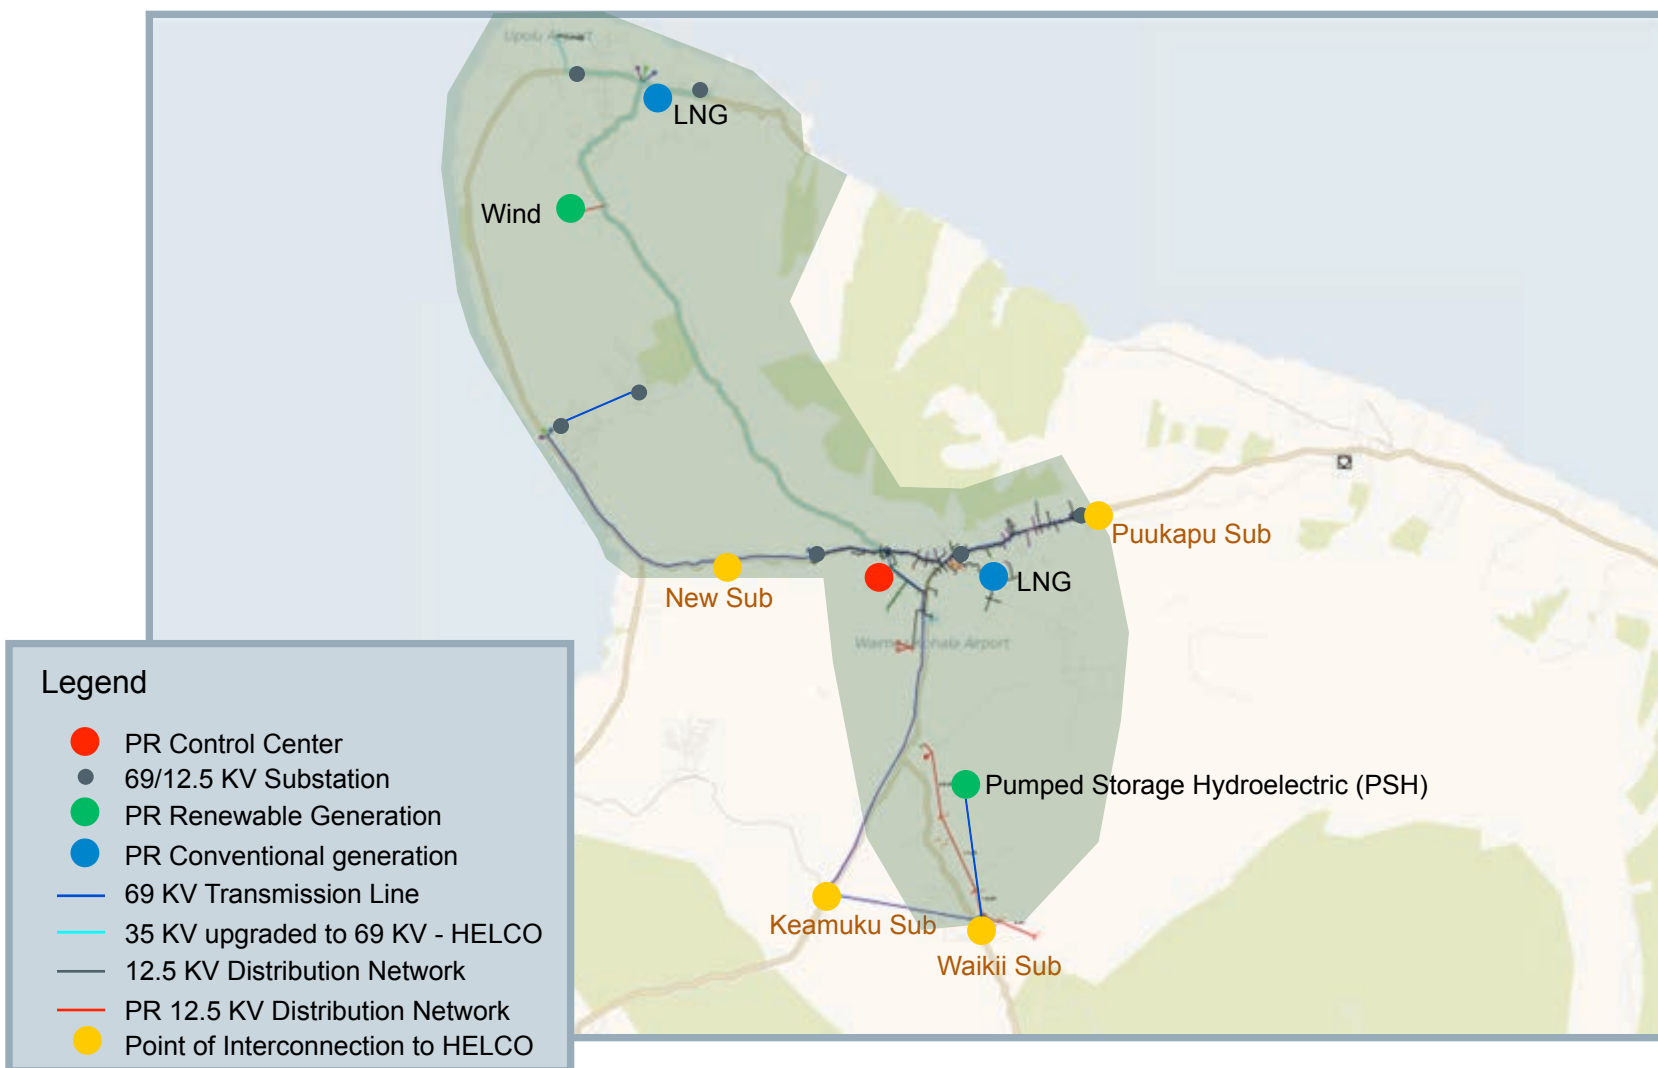 Upolu Airport
LNG
Wind
Puukapu Sub
New Sub
LNG
Pumped Storage Hydroelectric (PSH)
Keamuku Sub
Waikii Sub
Legend
PR Control Center
69/12.5 KV Substation
PR Renewable Generation
PR Conventional generation
69 KV Transmission Line
35 KV upgraded to 69 KV - HELCO
12.5 KV Distribution Network
PR 12.5 KV Distribution Network
Point of Interconnection to HELCO